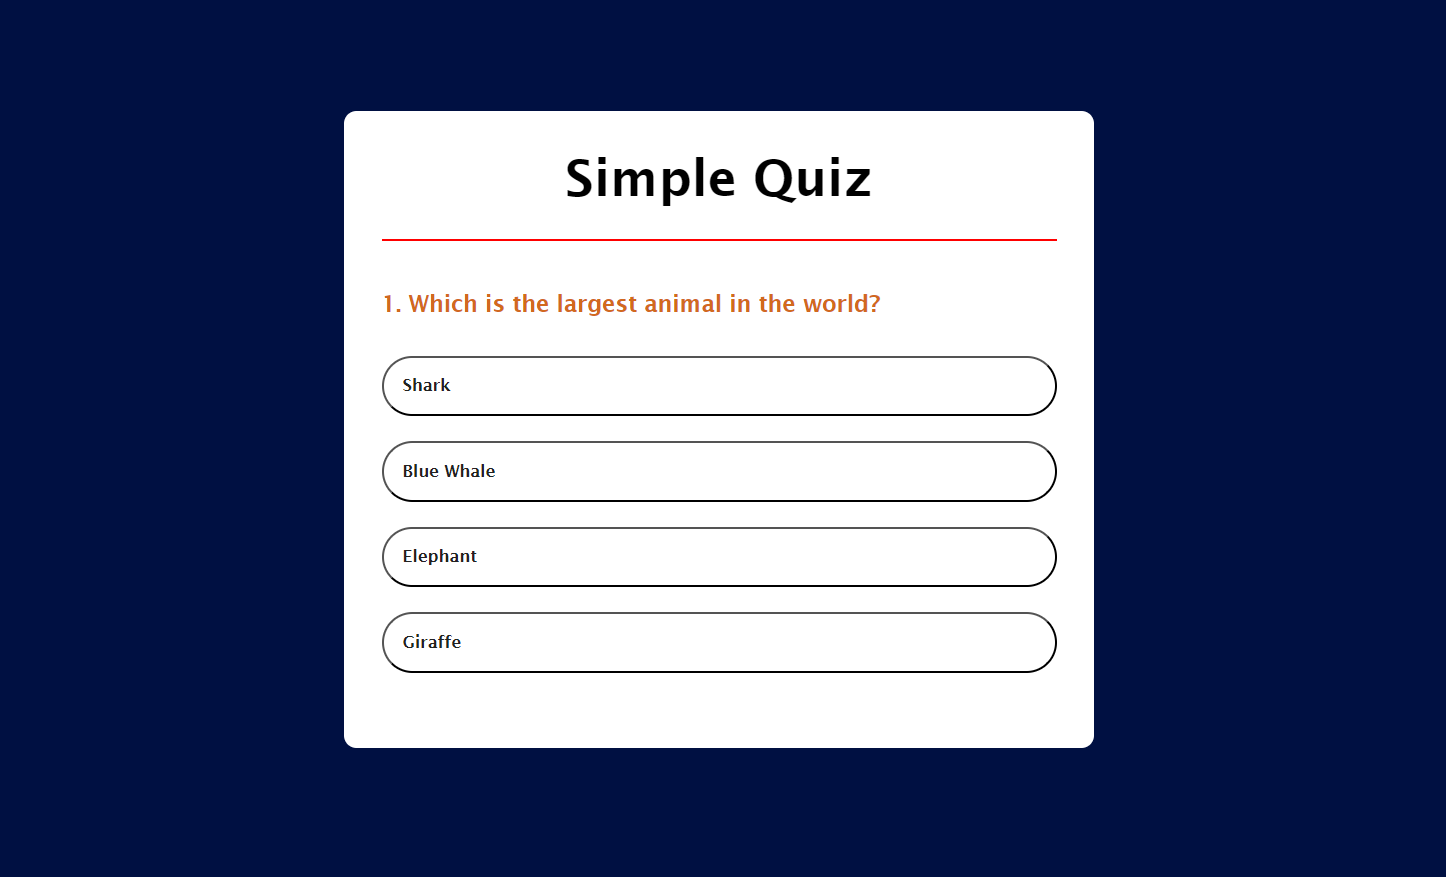 Simple Quiz
1. Which is the largest animal in the world?
Shark
Blue Whale
Elephant
Giraffe